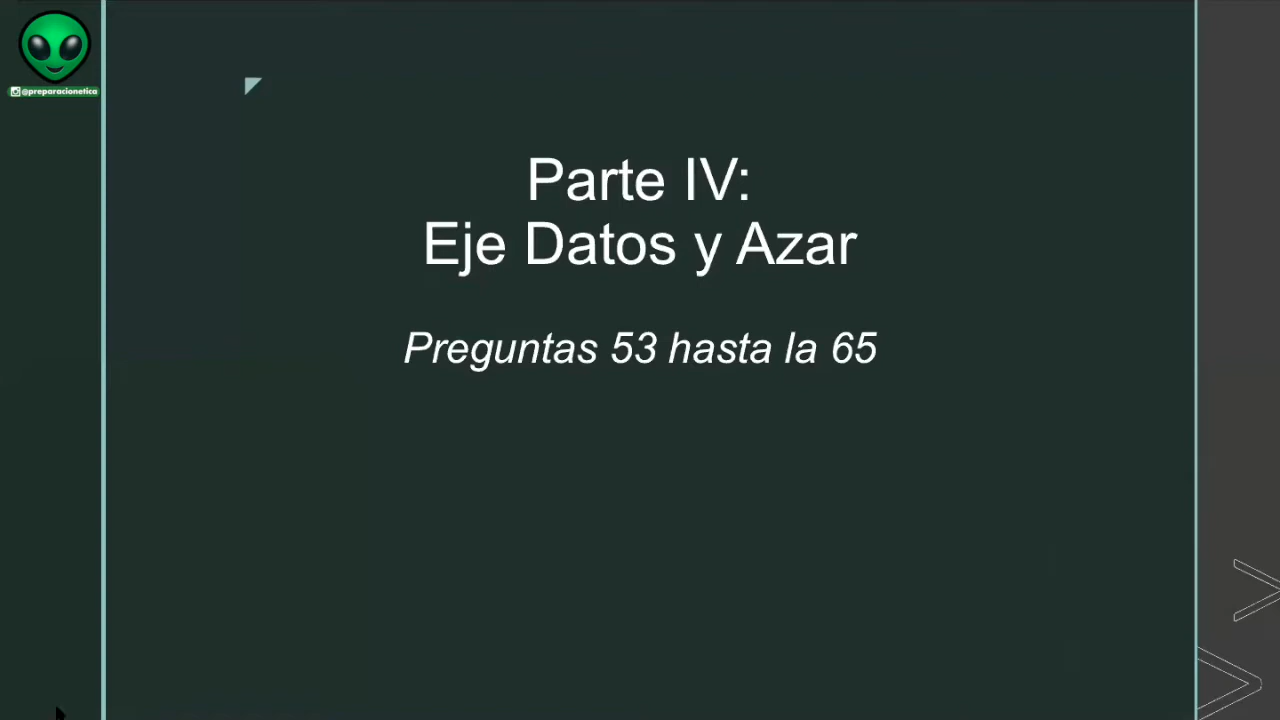 @preparacionetica
Parte IV:
Eje Datos y Azar
Preguntas 53 hasta la 65